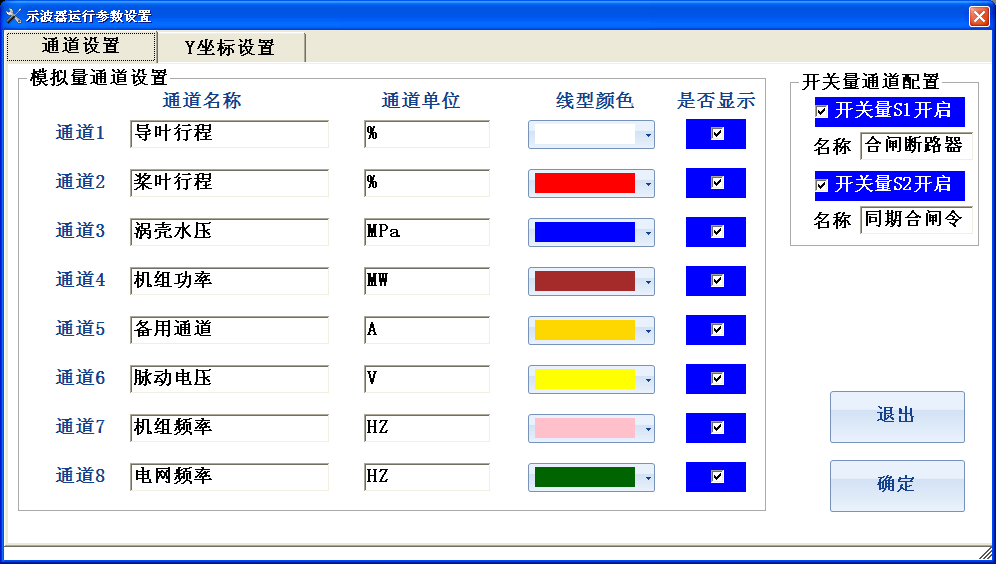 示波器运行参数设置
通道设置 Y坐标设置
模拟量通道设置
通道名称 通道单位 线型颜色 是否显示
通道1 导叶行程 %
通道2 桨叶行程 %
通道3 涡壳水压 MPa
通道4 机组功率 MW
通道5 备用通道 A
通道6 脉动电压 V
通道7 机组频率 HZ
通道8 电网频率 HZ
开关量通道配置
开关量S1开启
名称 合闸断路器
开关量S2开启
名称 同期合闸令
退出
确定